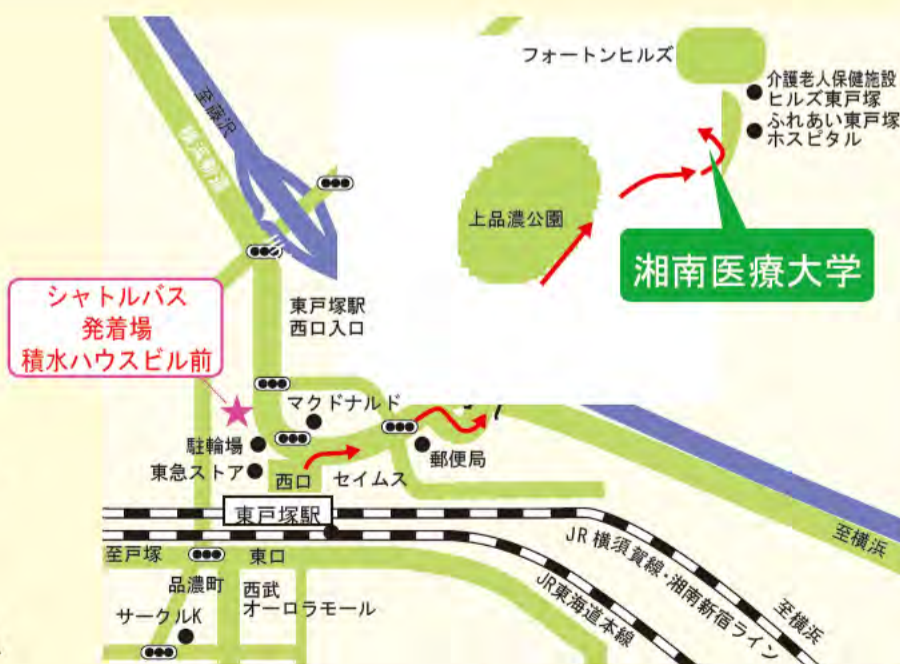 フォートンヒルズ
介護老人保健施設
ヒルズ東戸塚
ふれあい東戸塚
ホスピタル
至藤沢
横浜新道
上品濃公園
湘南医療大学
シャトルバス
発着場
積水ハウスビル前
東戸塚駅
西口入口
マクドナルド
駐輪場
郵便局
東急ストア
西口
セイムス
東戸塚駅
至横浜
至戸塚
東口
JR横須賀線・湘南新宿ライン
至横浜
JR東海道本線
品濃町
西武
オーロラモール
サークルK